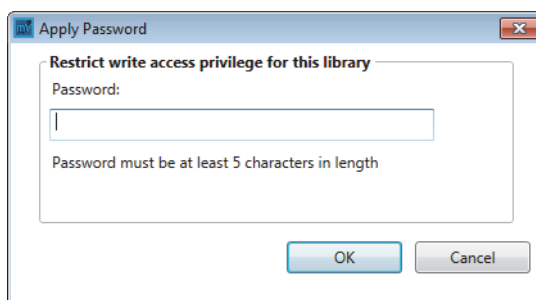 Apply Password
Restrict write access privilege for this library
Password:
Password must be at least 5 characters in length
OK Cancel